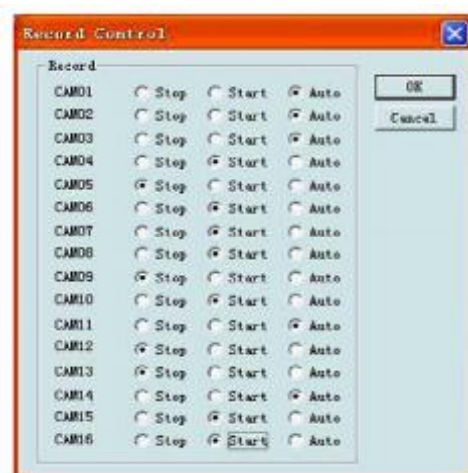 Record Control
Record
CAM01 Stop Start Auto
OK
CAM02 Stop Start Auto
Cancel
CAM03 Stop Start Auto
CAM04 Stop Start Auto
CAM05 Stop Start Auto
CAM06 Stop Start Auto
CAM07 Stop Start Auto
CAM08 Stop Start Auto
CAM09 Stop Start Auto
CAM10 Stop Start Auto
CAM11 Stop Start Auto
CAM12 Stop Start Auto
CAM13 Stop Start Auto
CAM14 Stop Start Auto
CAM15 Stop Start Auto
CAM16 Stop Start Auto